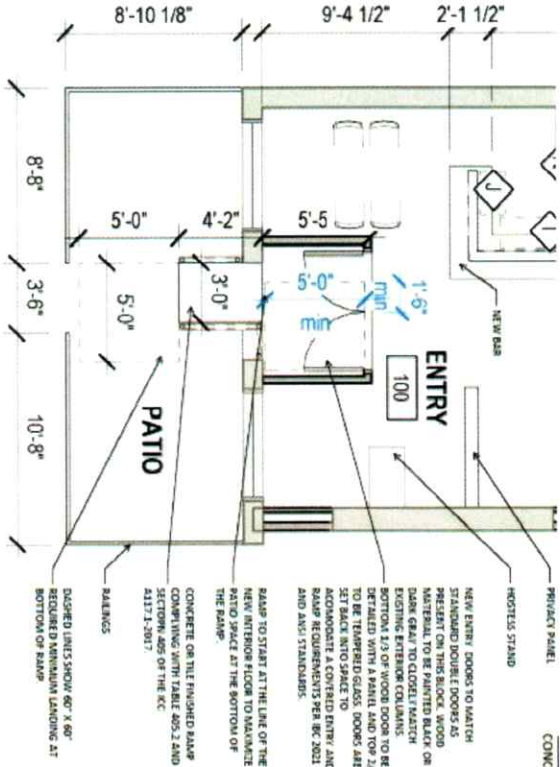 8'-10 1/8"
9'-4 1/2"
2'-1 1/2"
8'-8"
3'-6"
10'-8"
5'-0"
4'-2"
5'-5
5'-0"
3'-0"
5'-0"
min
1'-6"
min
J
NEW BAR
ENTRY
100
PATIO
CONC
PRIVACY PANEL
HOSTESS STAND
NEW ENTRY DOORS TO MATCH
STANDARD DOUBLE DOORS AS
PRESENT ON THIS BLOCK. WOOD
MATERIAL TO BE PAINTED BLACK OR
DARK GRAY TO CLOSELY MATCH
EXISTING EXTERIOR COLUMNS.
BOTTOM 1/3 OF WOOD DOOR TO BE
DETAILED WITH A PANEL AND TOP 2/
TO BE TEMPERED GLASS. DOORS ARE
SET BACK INTO SPACE TO
ACOMODATE A COVERED ENTRY AND
RAMP REQUIREMENTS PER IBC 2021
AND ANSI STANDARDS.
RAMP TO START AT THE LINE OF THE
NEW INTERIOR FLOOR TO MAXIMIZE
PATIO SPACE AT THE BOTTOM OF
THE RAMP.
CONCRETE OR TILE FINISHED RAMP
COMPLYING WITH TABLE 405.2 AND
SECTOPN 405 OF THE ICC
A117.1-2017.
RAILINGS
DASHED LINES SHOW 60" X 60"
REQUIRED MINIMUM LANDING AT
BOTTOM OF RAMP